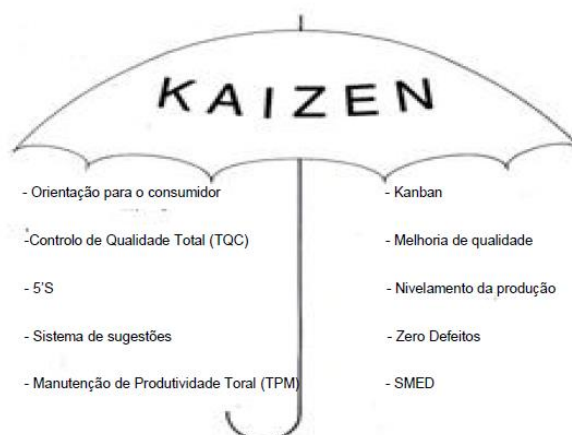 KAIZEN
- Orientação para o consumidor
-Controlo de Qualidade Total (TQC)
- 5'S
- Sistema de sugestões
- Manutenção de Produtividade Toral (TPM)
- Kanban
- Melhoria de qualidade
- Nivelamento da produção
- Zero Defeitos
- SMED